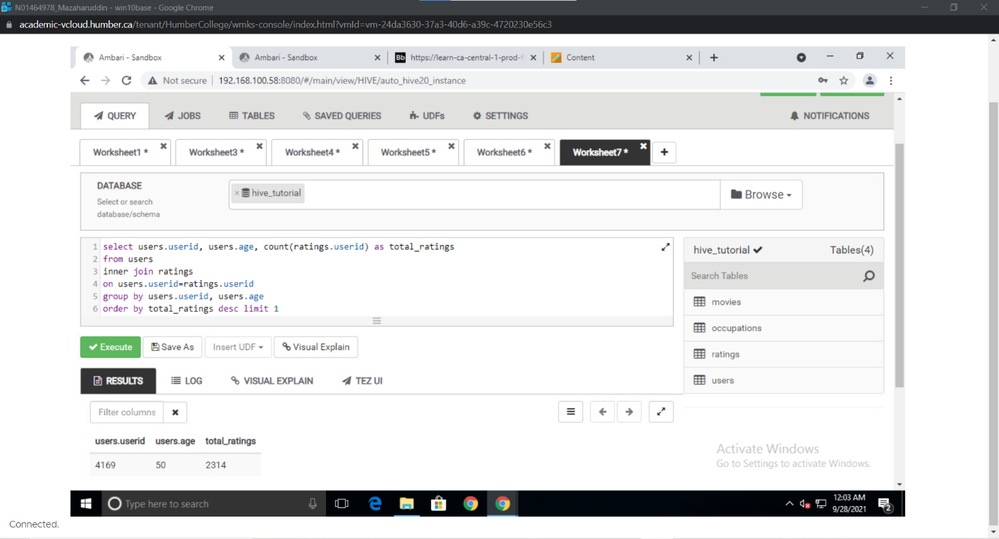 N01464978_Mazaharuddin - win10base - Google Chrome
academic-vcloud.humber.ca/tenant/HumberCollege/wmks-console/index.html?vmId=vm-24da3630-37a3-40d6-a39c-4720230e56c3
Ambari - Sandbox Ambari - Sandbox Bb https://learn-ca-central-1-prod-f Content
Not secure 192.168.100.58:8080/#/main/view/HIVE/auto_hive20_instance
QUERY JOBS TABLES SAVED QUERIES UDFs SETTINGS NOTIFICATIONS
Worksheet1 * Worksheet3 * Worksheet4 * Worksheet5 * Worksheet6 * Worksheet7 *
DATABASE
Select or search
database/schema
× hive_tutorial
Browse
1 select users.userid, users.age, count(ratings.userid) as total_ratings
2 from users
3 inner join ratings
4 on users.userid=ratings.userid
5 group by users.userid, users.age
6 order by total_ratings desc limit 1
hive_tutorial Tables(4)
Search Tables
movies
occupations
ratings
users
Execute Save As Insert UDF Visual Explain
RESULTS LOG VISUAL EXPLAIN TEZ UI
Filter columns
users.userid users.age total_ratings
4169 50 2314
Activate Windows
Go to Settings to activate Windows.
Type here to search
12:03 AM
9/28/2021
2
Connected.